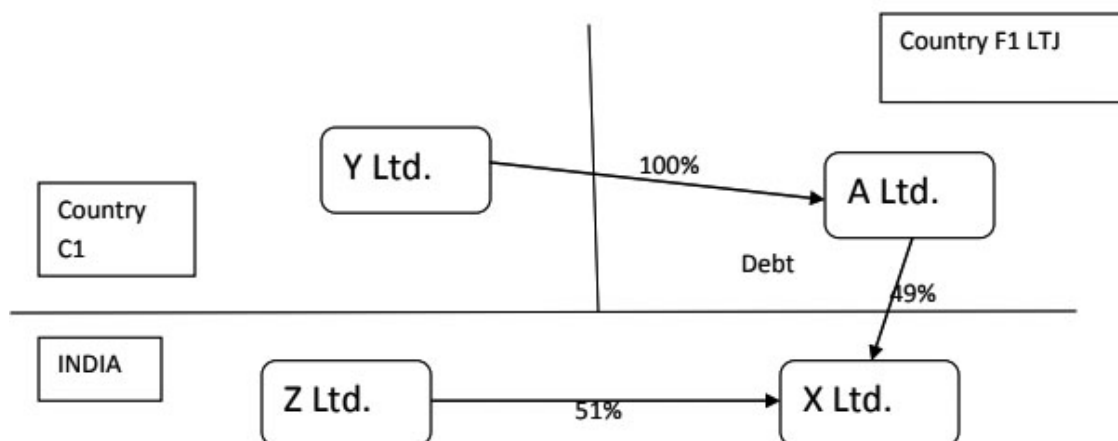 Country F1 LTJ
Y Ltd.
100%
A Ltd.
Country
C1
Debt
49%
INDIA
Z Ltd.
51%
X Ltd.